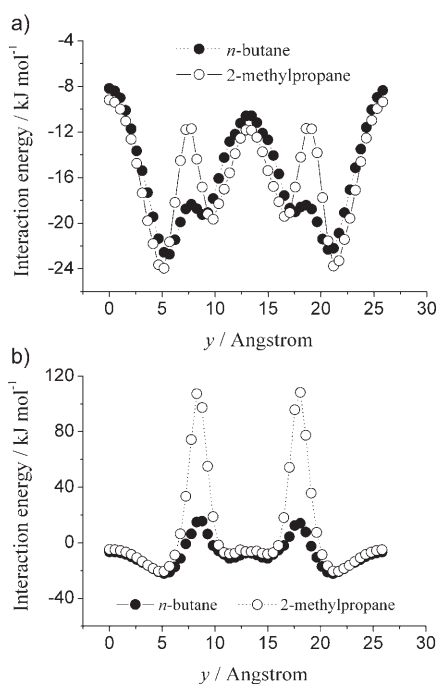 a)
-4
n-butane
2-methylpropane
-8
-12
-16
-20
-24
Interaction energy / kJ mol⁻¹
0 5 10 15 20 25 30
y / Angstrom
b)
120
80
40
0
-40
Interaction energy / kJ mol⁻¹
n-butane 2-methylpropane
0 5 10 15 20 25 30
y / Angstrom